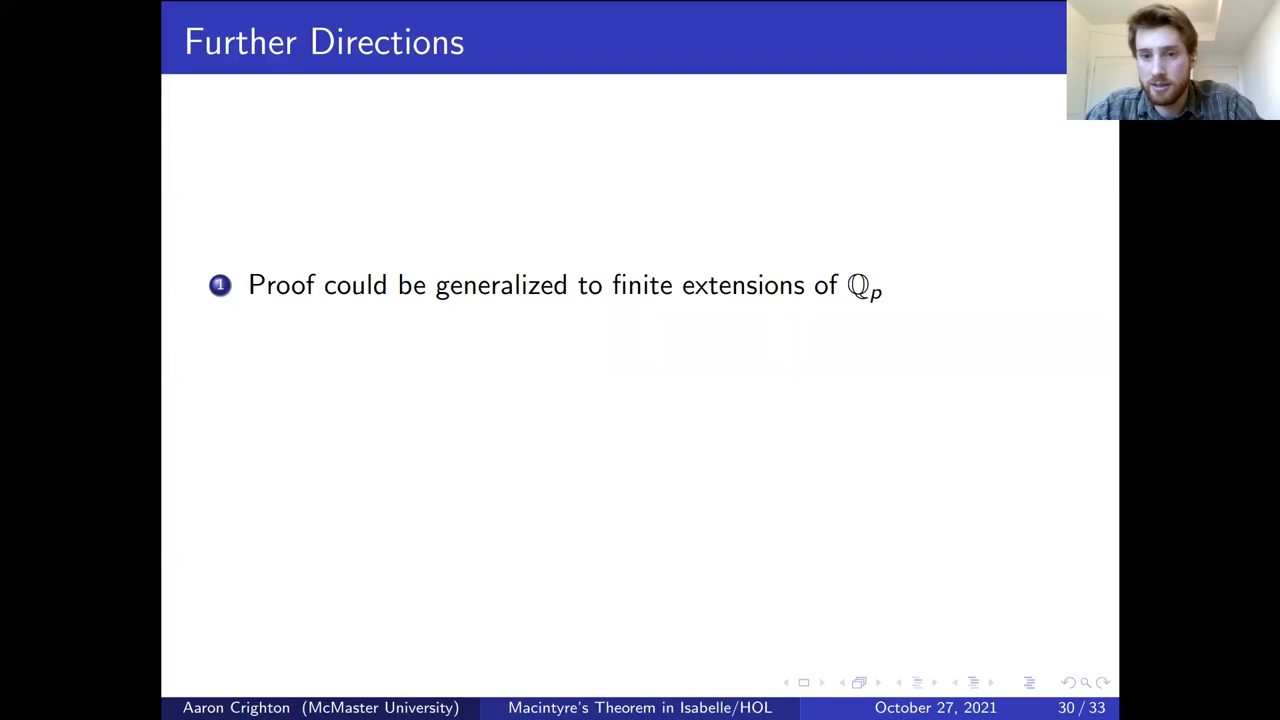 Further Directions
1 Proof could be generalized to finite extensions of ℚp
Aaron Crighton (McMaster University) Macintyre's Theorem in Isabelle/HOL October 27, 2021 30 / 33